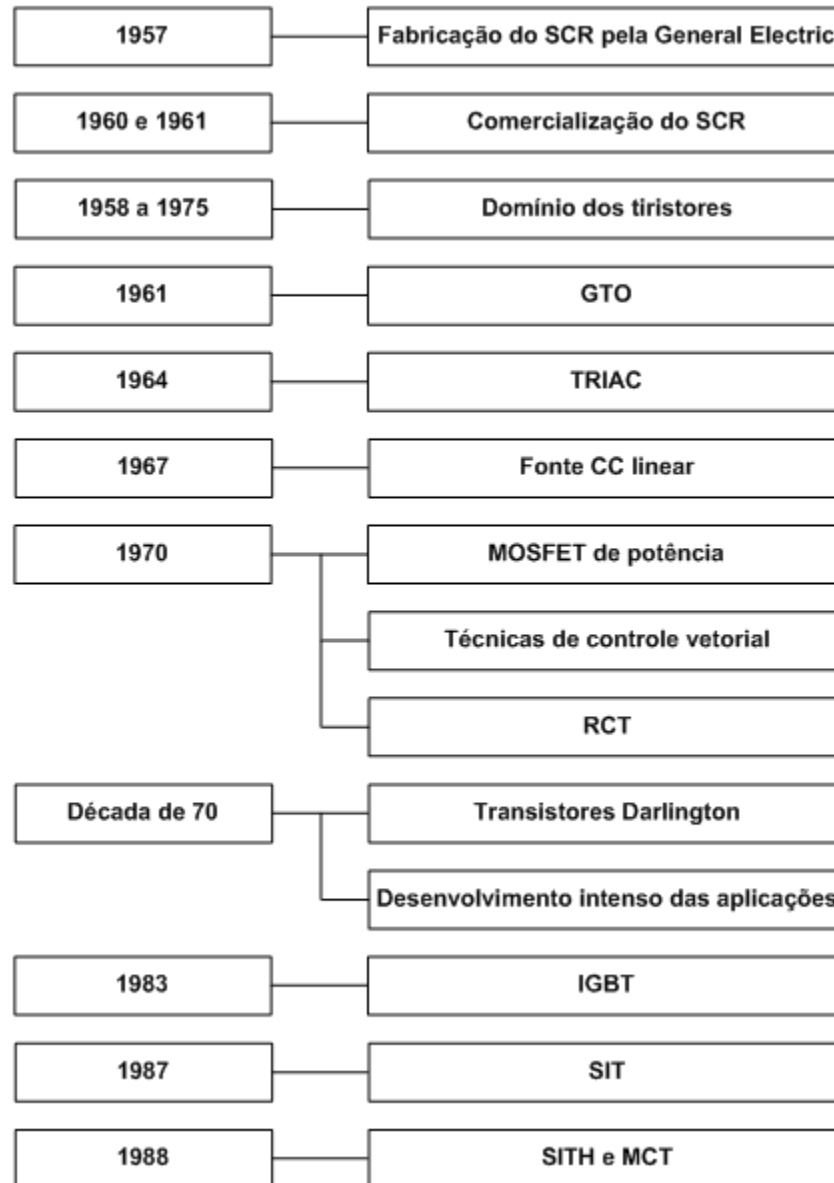 1957
Fabricação do SCR pela General Electric
1960 e 1961
Comercialização do SCR
1958 a 1975
Domínio dos tiristores
1961
GTO
1964
TRIAC
1967
Fonte CC linear
1970
MOSFET de potência
Técnicas de controle vetorial
RCT
Década de 70
Transistores Darlington
Desenvolvimento intenso das aplicações
1983
IGBT
1987
SIT
1988
SITH e MCT